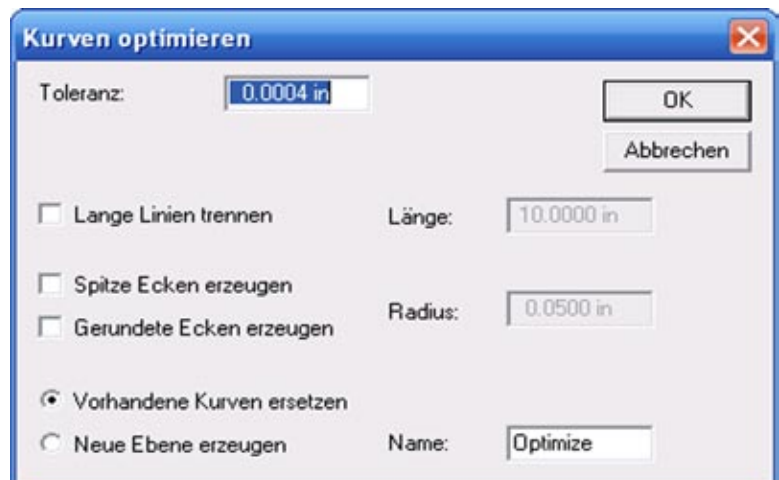 Kurven optimieren
Toleranz: 0.0004 in
OK
Abbrechen
Lange Linien trennen Länge: 10.0000 in
Spitze Ecken erzeugen
Radius: 0.0500 in
Gerundete Ecken erzeugen
Vorhandene Kurven ersetzen
Neue Ebene erzeugen Name: Optimize